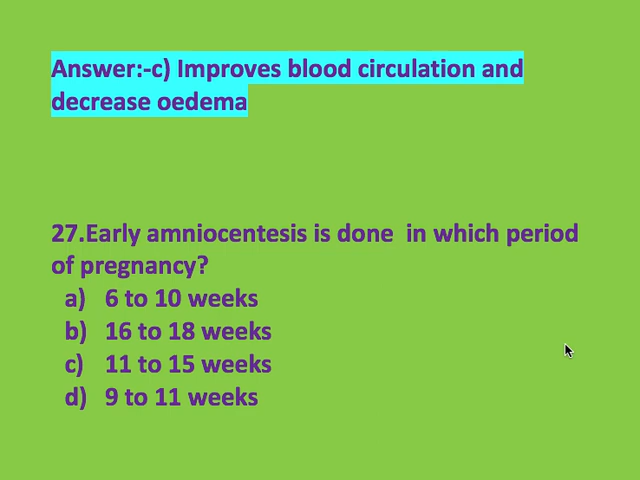 Answer:-c) Improves blood circulation and
decrease oedema
27.Early amniocentesis is done  in which period
of pregnancy?
a) 6 to 10 weeks
b) 16 to 18 weeks
c) 11 to 15 weeks
d) 9 to 11 weeks